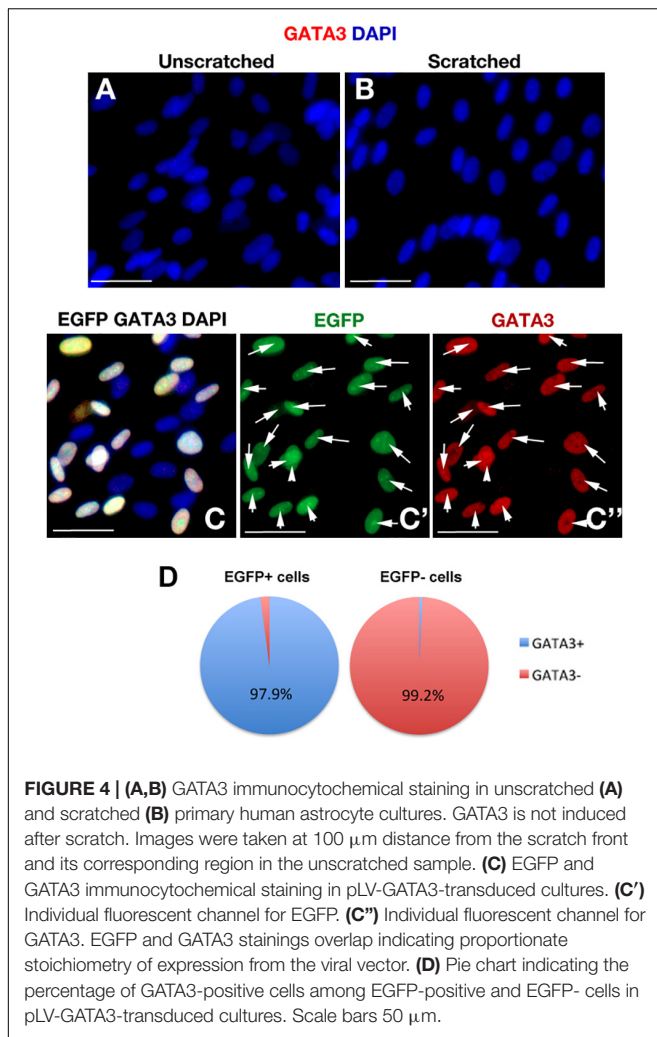 GATA3 DAPI
Unscratched Scratched
A B
EGFP GATA3 DAPI EGFP GATA3
C C' C"
D EGFP+ cells EGFP- cells
GATA3+
GATA3-
97.9% 99.2%
FIGURE 4 | (A,B) GATA3 immunocytochemical staining in unscratched (A)
and scratched (B) primary human astrocyte cultures. GATA3 is not induced
after scratch. Images were taken at 100 μm distance from the scratch front
and its corresponding region in the unscratched sample. (C) EGFP and
GATA3 immunocytochemical staining in pLV-GATA3-transduced cultures. (C′)
Individual fluorescent channel for EGFP. (C”) Individual fluorescent channel for
GATA3. EGFP and GATA3 stainings overlap indicating proportionate
stoichiometry of expression from the viral vector. (D) Pie chart indicating the
percentage of GATA3-positive cells among EGFP-positive and EGFP- cells in
pLV-GATA3-transduced cultures. Scale bars 50 μm.